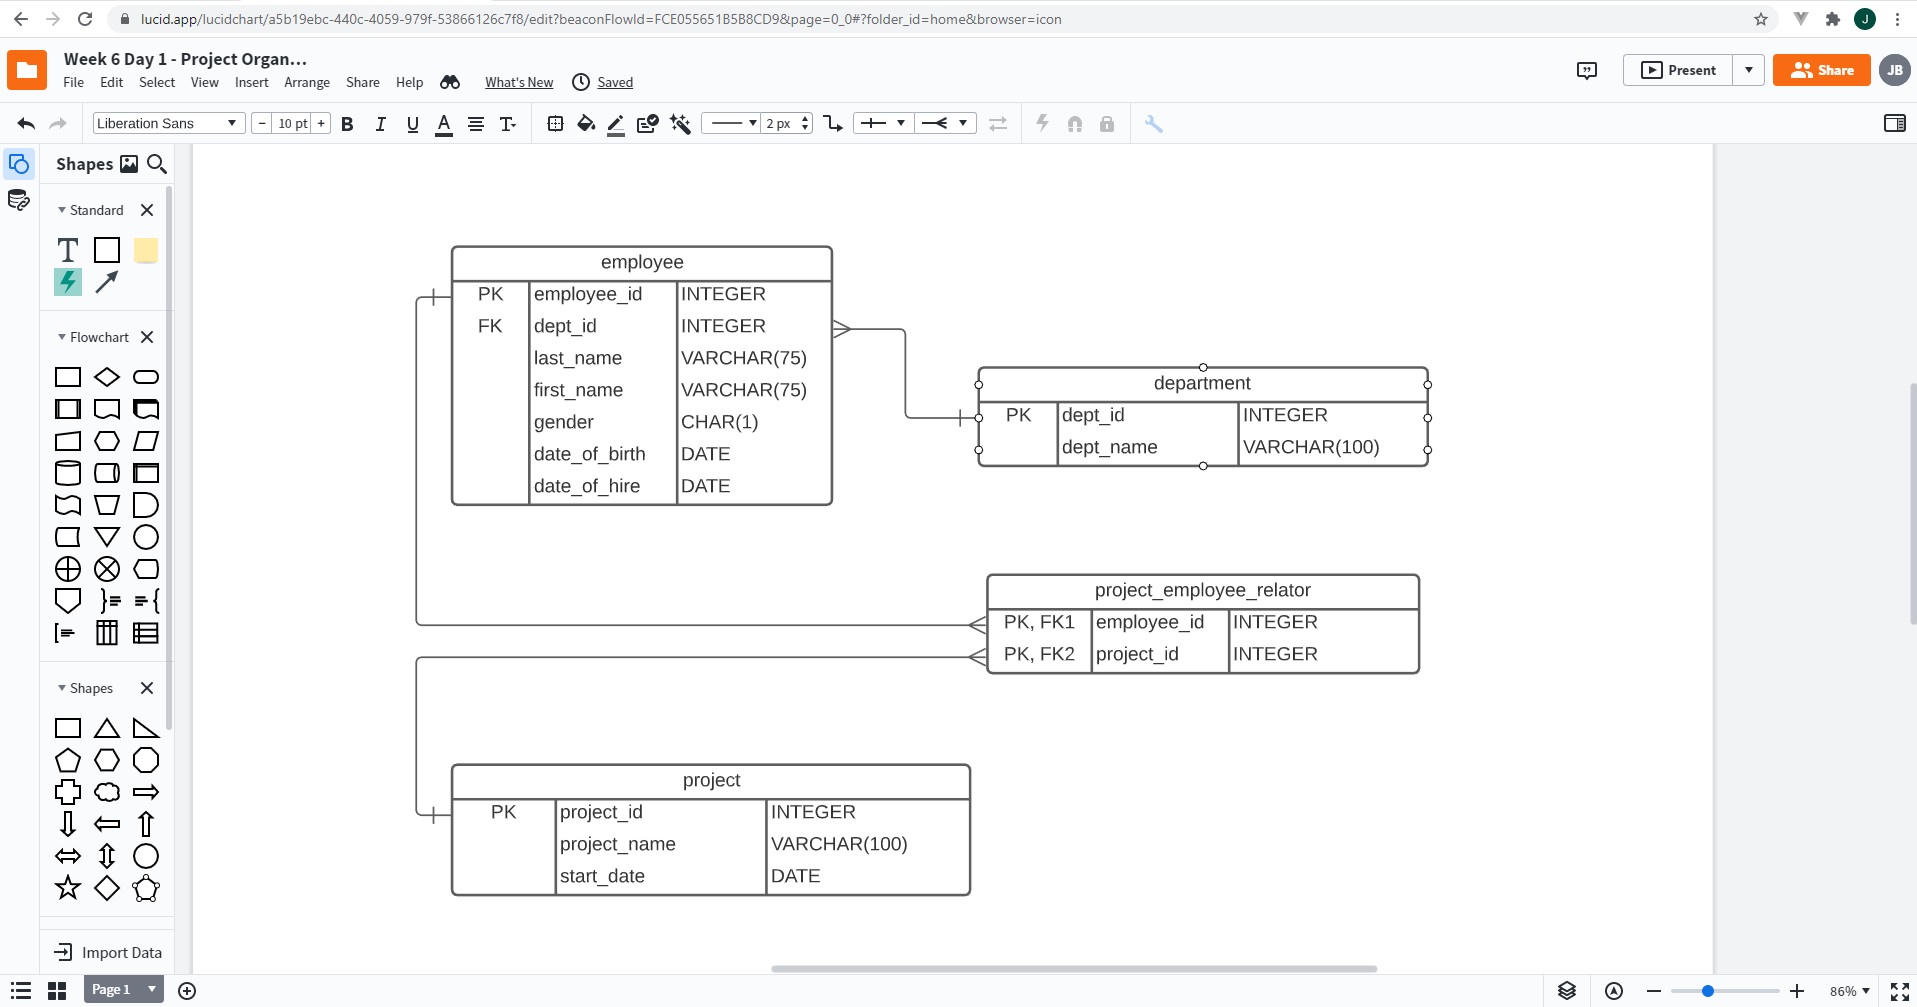 lucid.app/lucidchart/a5b19ebc-440c-4059-979f-53866126c7f8/edit?beaconFlowId=FCE055651B5B8CD9&page=0_0#?folder_id=home&browser=icon
J
Week 6 Day 1 - Project Organ...
File Edit Select View Insert Arrange Share Help What's New Saved
Present Share JB
Liberation Sans - 10 pt + B I U A T 2 px
Shapes
Standard
T
Flowchart
Shapes
Import Data
employee
PK employee_id INTEGER
FK dept_id INTEGER
last_name VARCHAR(75)
first_name VARCHAR(75)
gender CHAR(1)
date_of_birth DATE
date_of_hire DATE
department
PK dept_id INTEGER
dept_name VARCHAR(100)
project_employee_relator
PK, FK1 employee_id INTEGER
PK, FK2 project_id INTEGER
project
PK project_id INTEGER
project_name VARCHAR(100)
start_date DATE
Page 1 86%